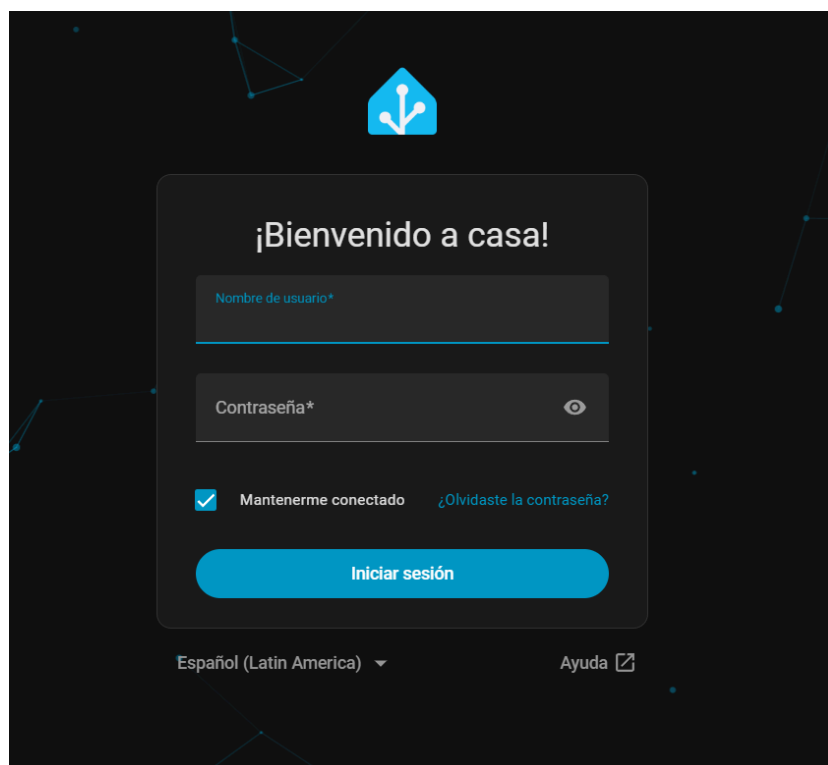 ¡Bienvenido a casa!
Nombre de usuario*
Contraseña*
Mantenerme conectado ¿Olvidaste la contraseña?
Iniciar sesión
Español (Latin America) Ayuda